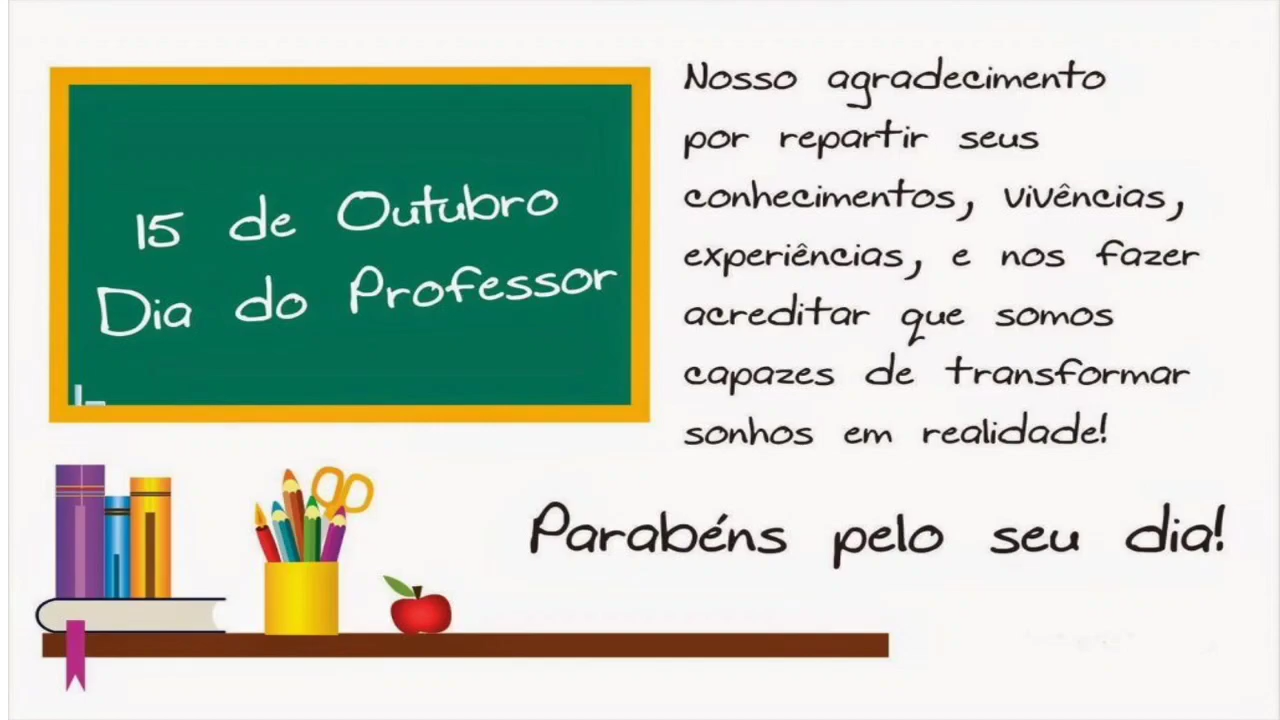 15 de Outubro
Dia do Professor
Nosso agradecimento
por repartir seus
conhecimentos, vivências,
experiências, e nos fazer
acreditar que somos
capazes de transformar
sonhos em realidade!
Parabéns pelo seu dia!